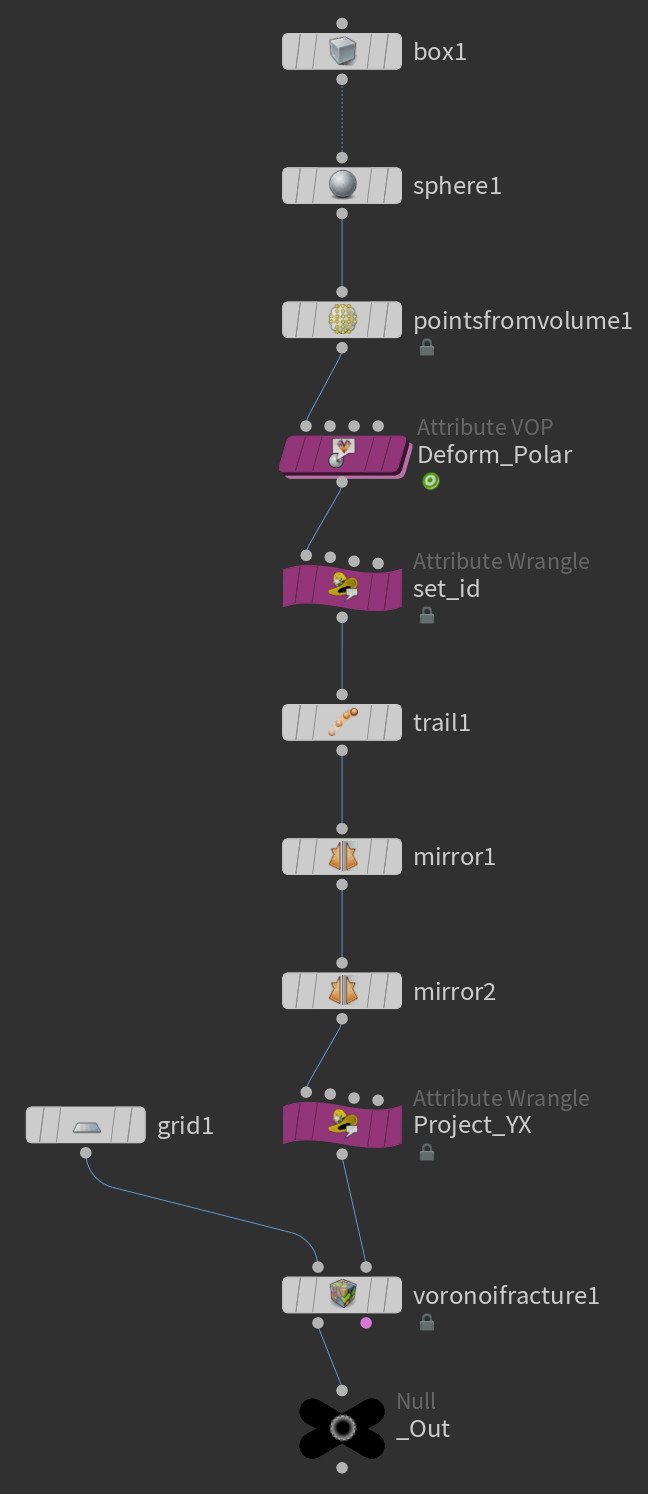 box1
sphere1
pointsfromvolume1
Attribute VOP
Deform_Polar
Attribute Wrangle
set_id
trail1
mirror1
mirror2
Attribute Wrangle
grid1
Project_YX
voronoifracture1
Null
_Out